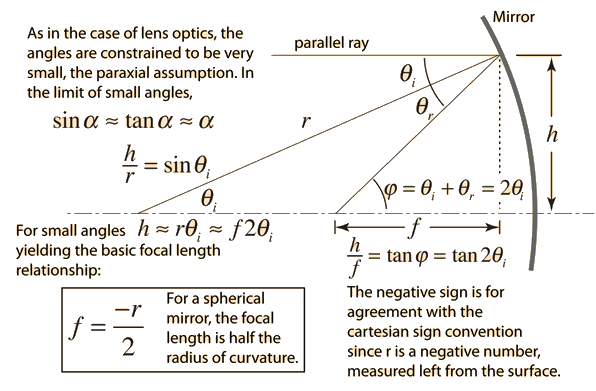 As in the case of lens optics, the
angles are constrained to be very
small, the paraxial assumption. In
the limit of small angles,
sin α ≈ tan α ≈ α
h/r = sin θᵢ
Mirror
parallel ray
θᵢ
θᵣ
r
h
θᵢ
φ = θᵢ + θᵣ = 2θᵢ
f
h/f = tan φ = tan 2θᵢ
For small angles h ≈ rθᵢ ≈ f2θᵢ
yielding the basic focal length
relationship:
f = −r/2
For a spherical
mirror, the focal
length is half the
radius of curvature.
The negative sign is for
agreement with the
cartesian sign convention
since r is a negative number,
measured left from the surface.